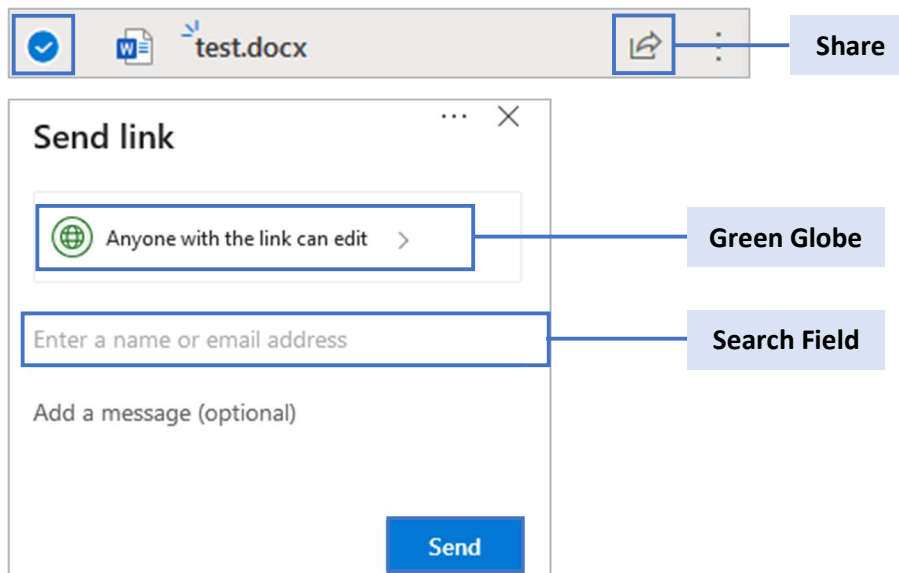 test.docx
Share
Send link
Anyone with the link can edit
Green Globe
Enter a name or email address
Search Field
Add a message (optional)
Send